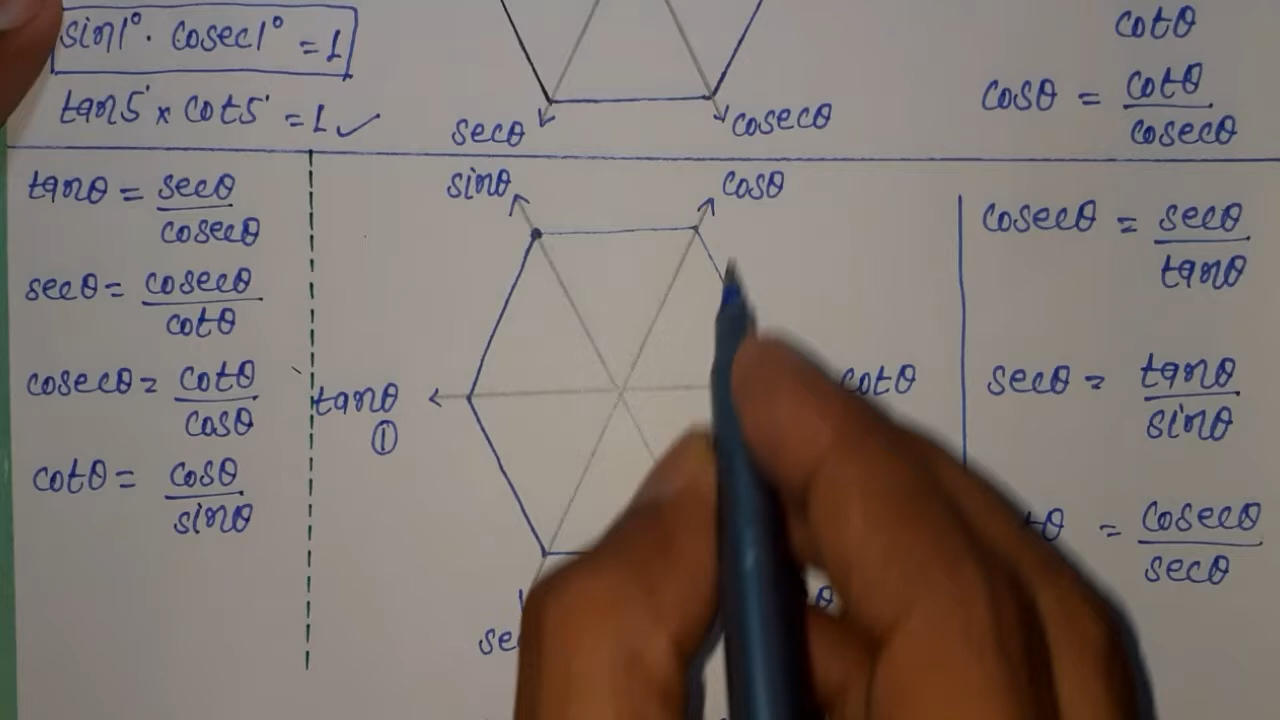 sin1° · cosec1° = 1
tan5° × cot5° = 1 ✓
secθ
cosecθ
cotθ
cosθ = cotθ / cosecθ
tanθ = secθ / cosecθ
secθ = cosecθ / cotθ
cosecθ = cotθ / cosθ
cotθ = cosθ / sinθ
sinθ
cosθ
tanθ
①
cotθ
cosecθ = secθ / tanθ
secθ = tanθ / sinθ
= cosecθ / secθ